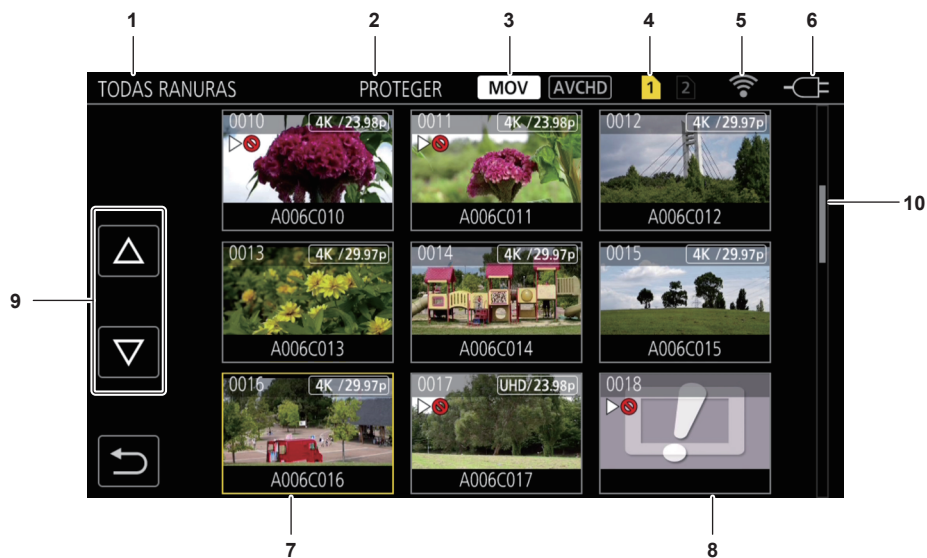 1 2 3 4 5 6
TODAS RANURAS PROTEGER MOV AVCHD 1 2
0010 4K /23.98p 0011 4K /23.98p 0012 4K /29.97p
A006C010 A006C011 A006C012
10
0013 4K /29.97p 0014 4K /29.97p 0015 4K /29.97p
9
A006C013 A006C014 A006C015
0016 4K /29.97p 0017 UHD/23.98p 0018
A006C016 A006C017
7 8